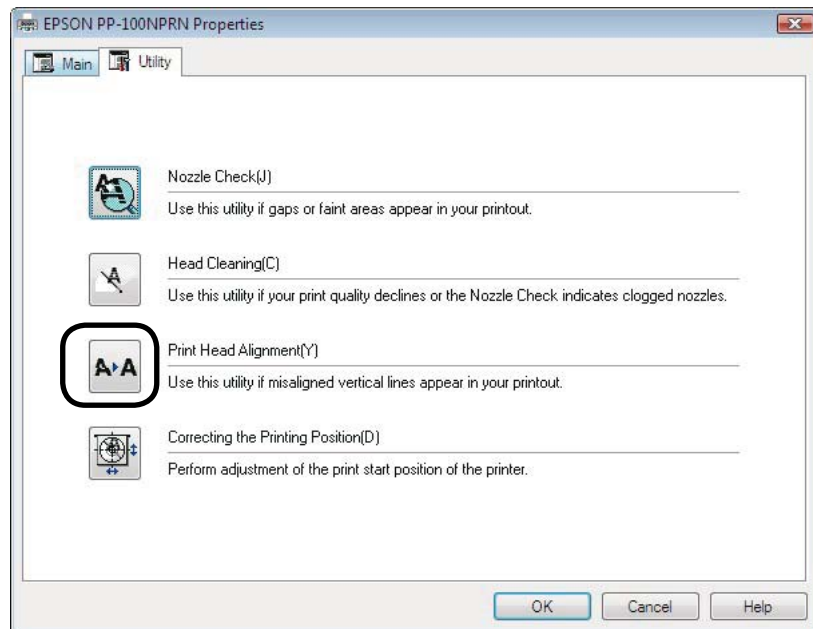 EPSON PP-100NPRN Properties
Main
Utility
Nozzle Check(J)
Use this utility if gaps or faint areas appear in your printout.
Head Cleaning(C)
Use this utility if your print quality declines or the Nozzle Check indicates clogged nozzles.
Print Head Alignment(Y)
Use this utility if misaligned vertical lines appear in your printout.
Correcting the Printing Position(D)
Perform adjustment of the print start position of the printer.
OK
Cancel
Help